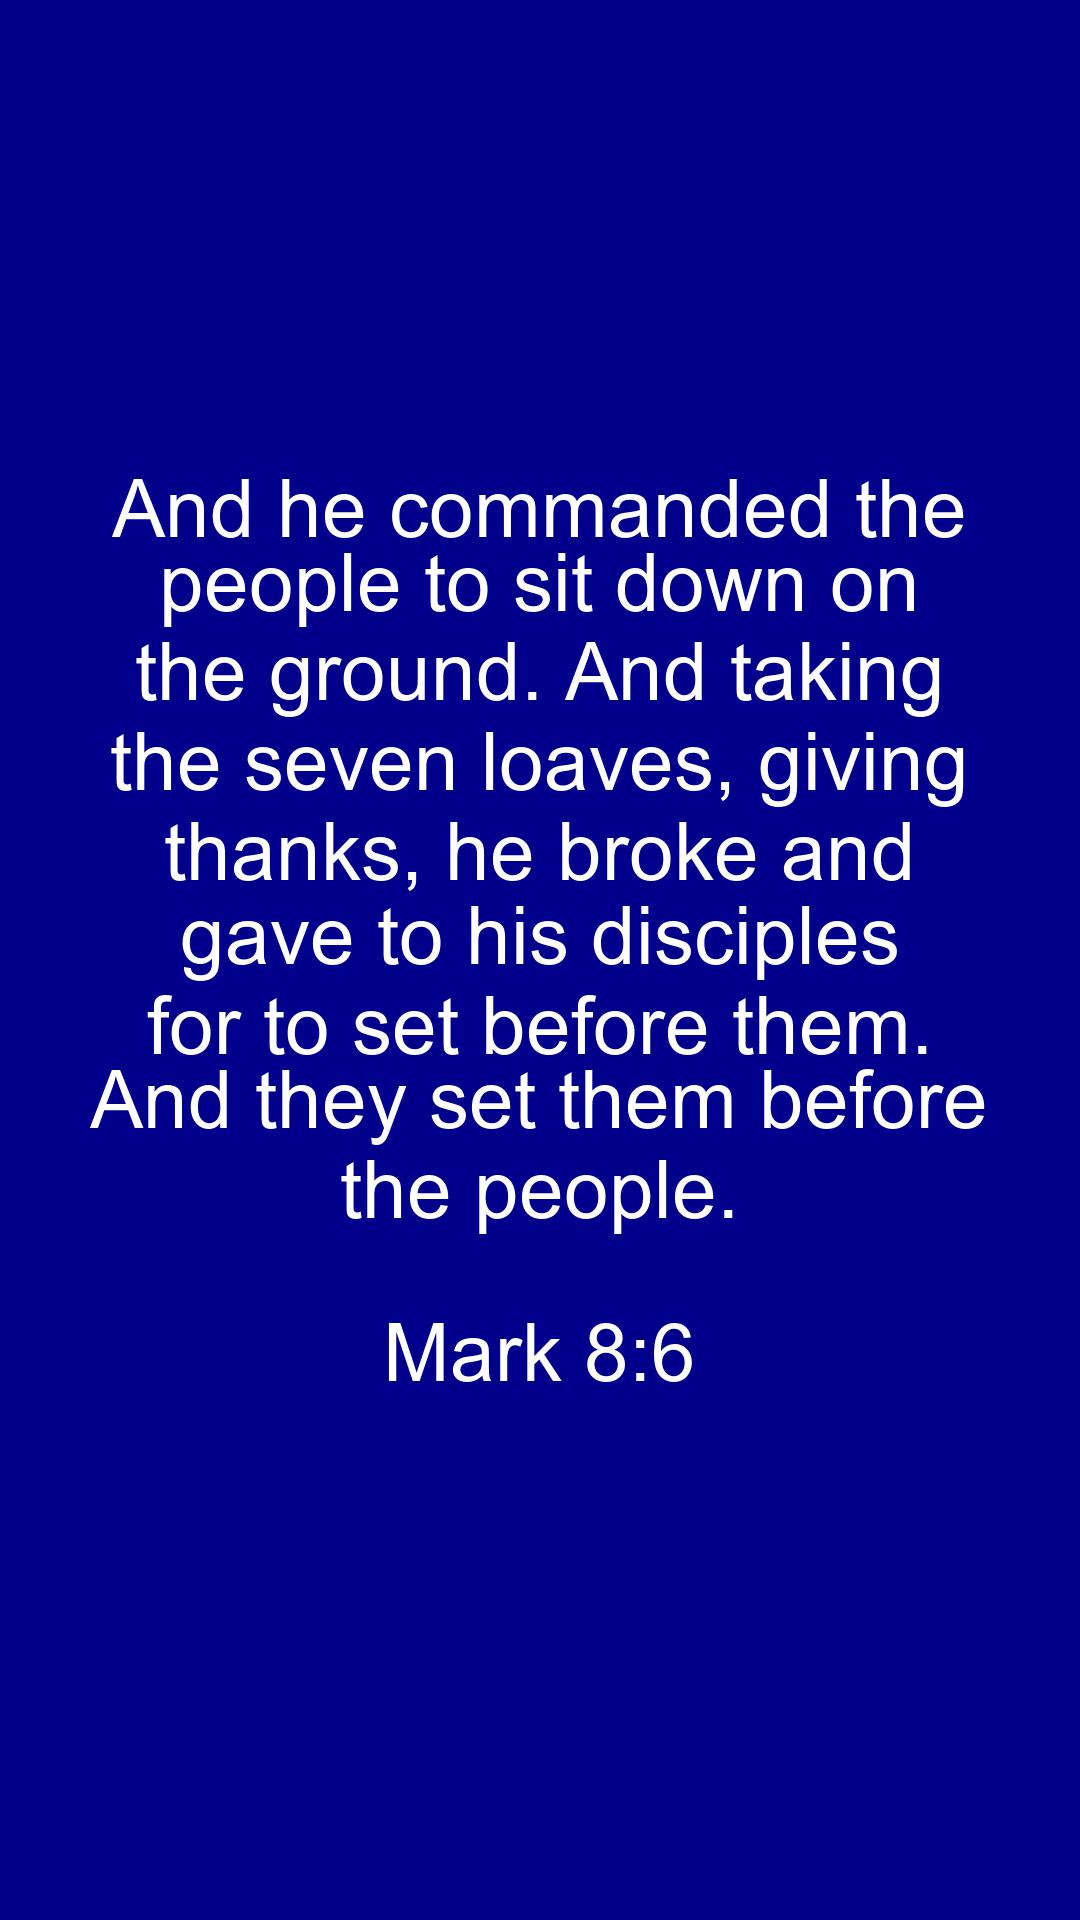 And he commanded the
people to sit down on
the ground. And taking
the seven loaves, giving
thanks, he broke and
gave to his disciples
for to set before them.
And they set them before
the people.
Mark 8:6